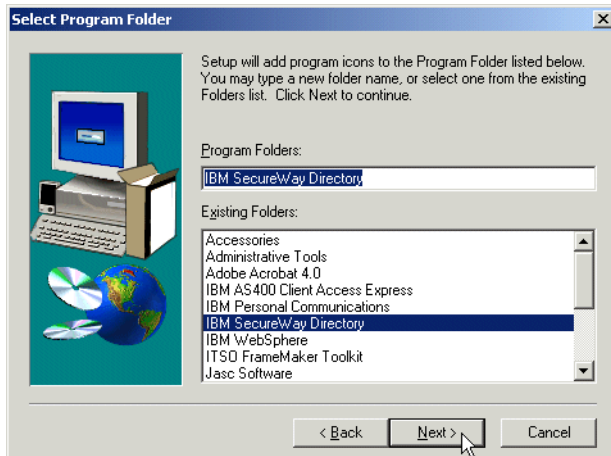 Select Program Folder
Setup will add program icons to the Program Folder listed below.
You may type a new folder name, or select one from the existing
Folders list. Click Next to continue.
Program Folders:
IBM SecureWay Directory
Existing Folders:
Accessories
Administrative Tools
Adobe Acrobat 4.0
IBM AS400 Client Access Express
IBM Personal Communications
IBM SecureWay Directory
IBM WebSphere
ITSO FrameMaker Toolkit
Jasc Software
< Back
Next >
Cancel